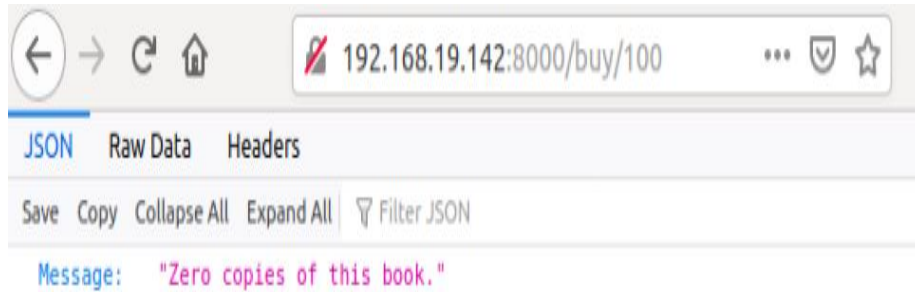 192.168.19.142:8000/buy/100
JSON Raw Data Headers
Save Copy Collapse All Expand All Filter JSON
Message: "Zero copies of this book."